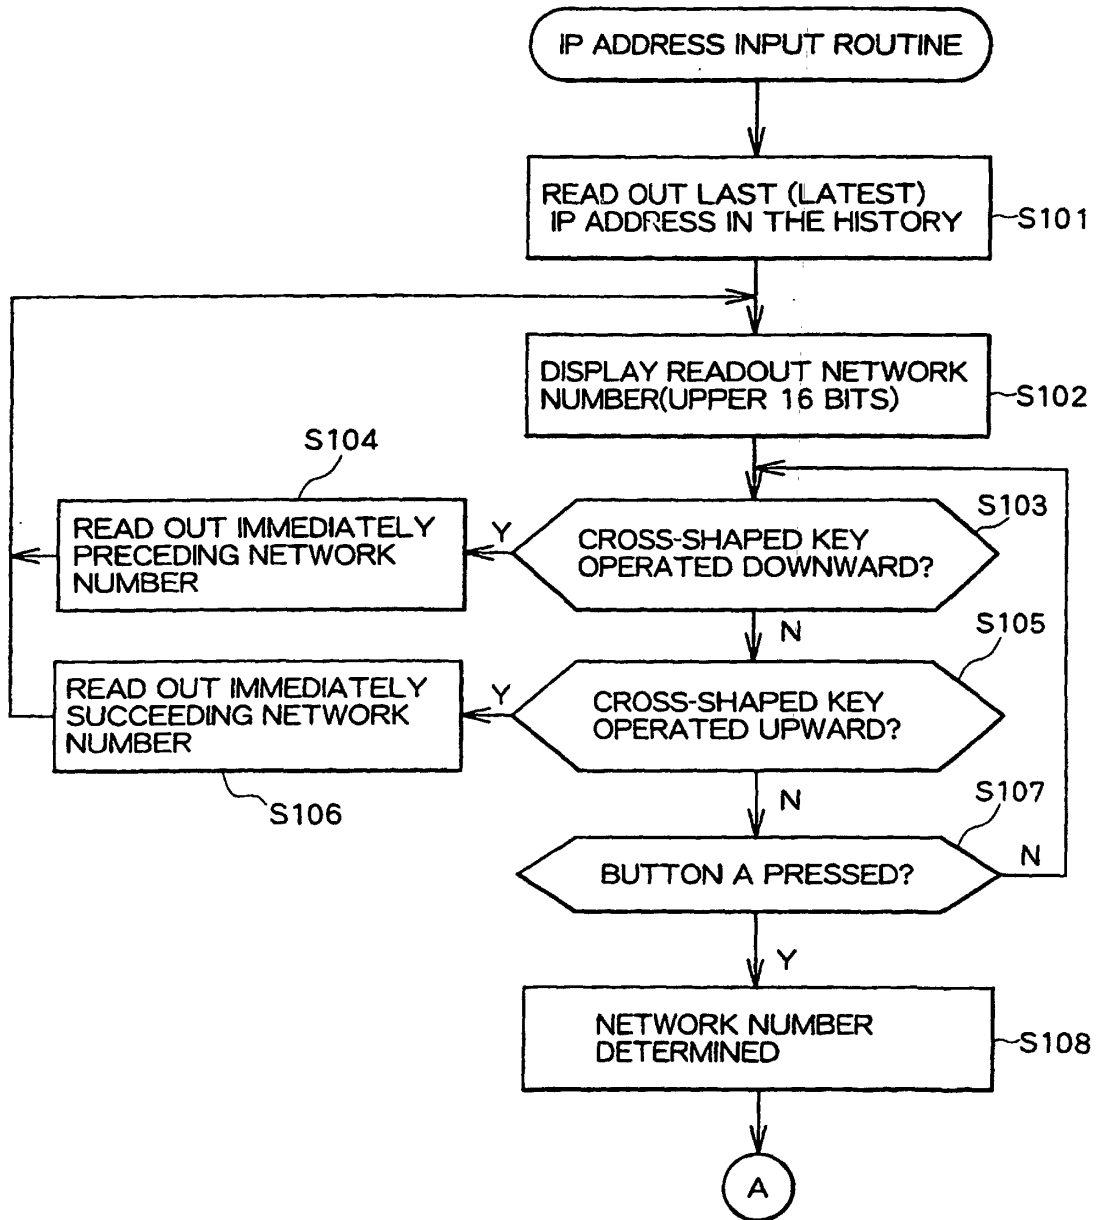 IP ADDRESS INPUT ROUTINE
READ OUT LAST (LATEST)
IP ADDRESS IN THE HISTORY
S101
DISPLAY READOUT NETWORK
NUMBER(UPPER 16 BITS)
S102
S104
READ OUT IMMEDIATELY
PRECEDING NETWORK
NUMBER
Y
CROSS-SHAPED KEY
OPERATED DOWNWARD?
S103
N
S105
READ OUT IMMEDIATELY
SUCCEEDING NETWORK
NUMBER
Y
CROSS-SHAPED KEY
OPERATED UPWARD?
S106
N
S107
BUTTON A PRESSED?
N
Y
NETWORK NUMBER
DETERMINED
S108
A